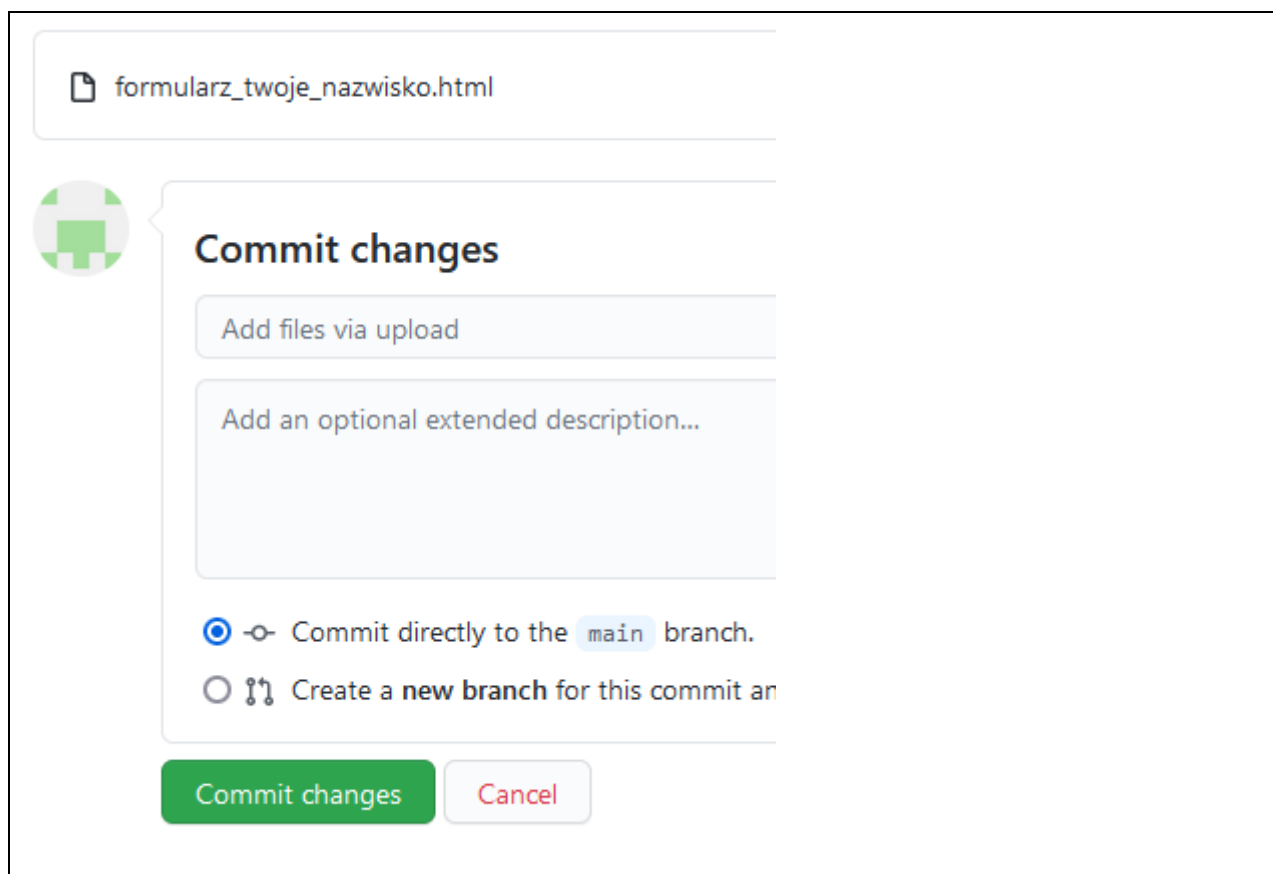 formularz_twoje_nazwisko.html
Commit changes
Add files via upload
Add an optional extended description...
Commit directly to the main branch.
Create a new branch for this commit an
Commit changes
Cancel